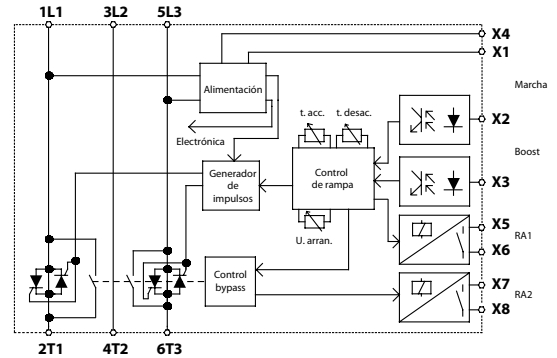 1L1 3L2 5L3
X4
X1
Alimentación
Marcha
Electrónica
t. acc. t. desac.
X2
Boost
Generador
de
impulsos
Control
de rampa
X3
U. arran.
X5
RA1
X6
Control
bypass
X7
RA2
X8
2T1 4T2 6T3